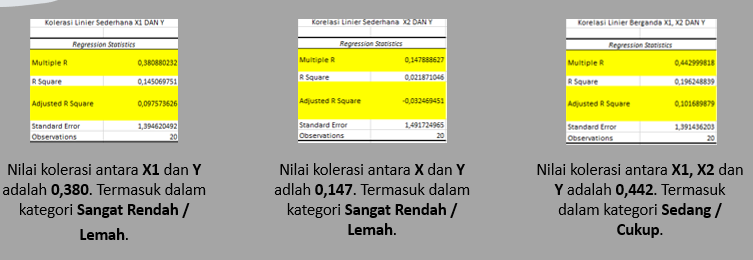 Kolerasi Linier Sederhana X1 DAN Y
Regression Statistics
Multiple R 0,380880232
R Square 0,145069751
Adjusted R Square 0,097573626
Standard Error 1,394620492
Observations 20
Nilai kolerasi antara X1 dan Y
adalah 0,380. Termasuk dalam
kategori Sangat Rendah /
Lemah.
Korelasi Linier Sederhana X2 DAN Y
Regression Statistics
Multiple R 0,147888627
R Square 0,021871046
Adjusted R Square -0,032469451
Standard Error 1,491724965
Observations 20
Nilai kolerasi antara X dan Y
adlah 0,147. Termasuk dalam
kategori Sangat Rendah /
Lemah.
Korelasi Linier Berganda X1, X2 DAN Y
Regression Statistics
Multiple R 0,442999818
R Square 0,196248839
Adjusted R Square 0,101689879
Standard Error 1,391436203
Observations 20
Nilai kolerasi antara X1, X2 dan
Y adalah 0,442. Termasuk
dalam kategori Sedang /
Cukup.